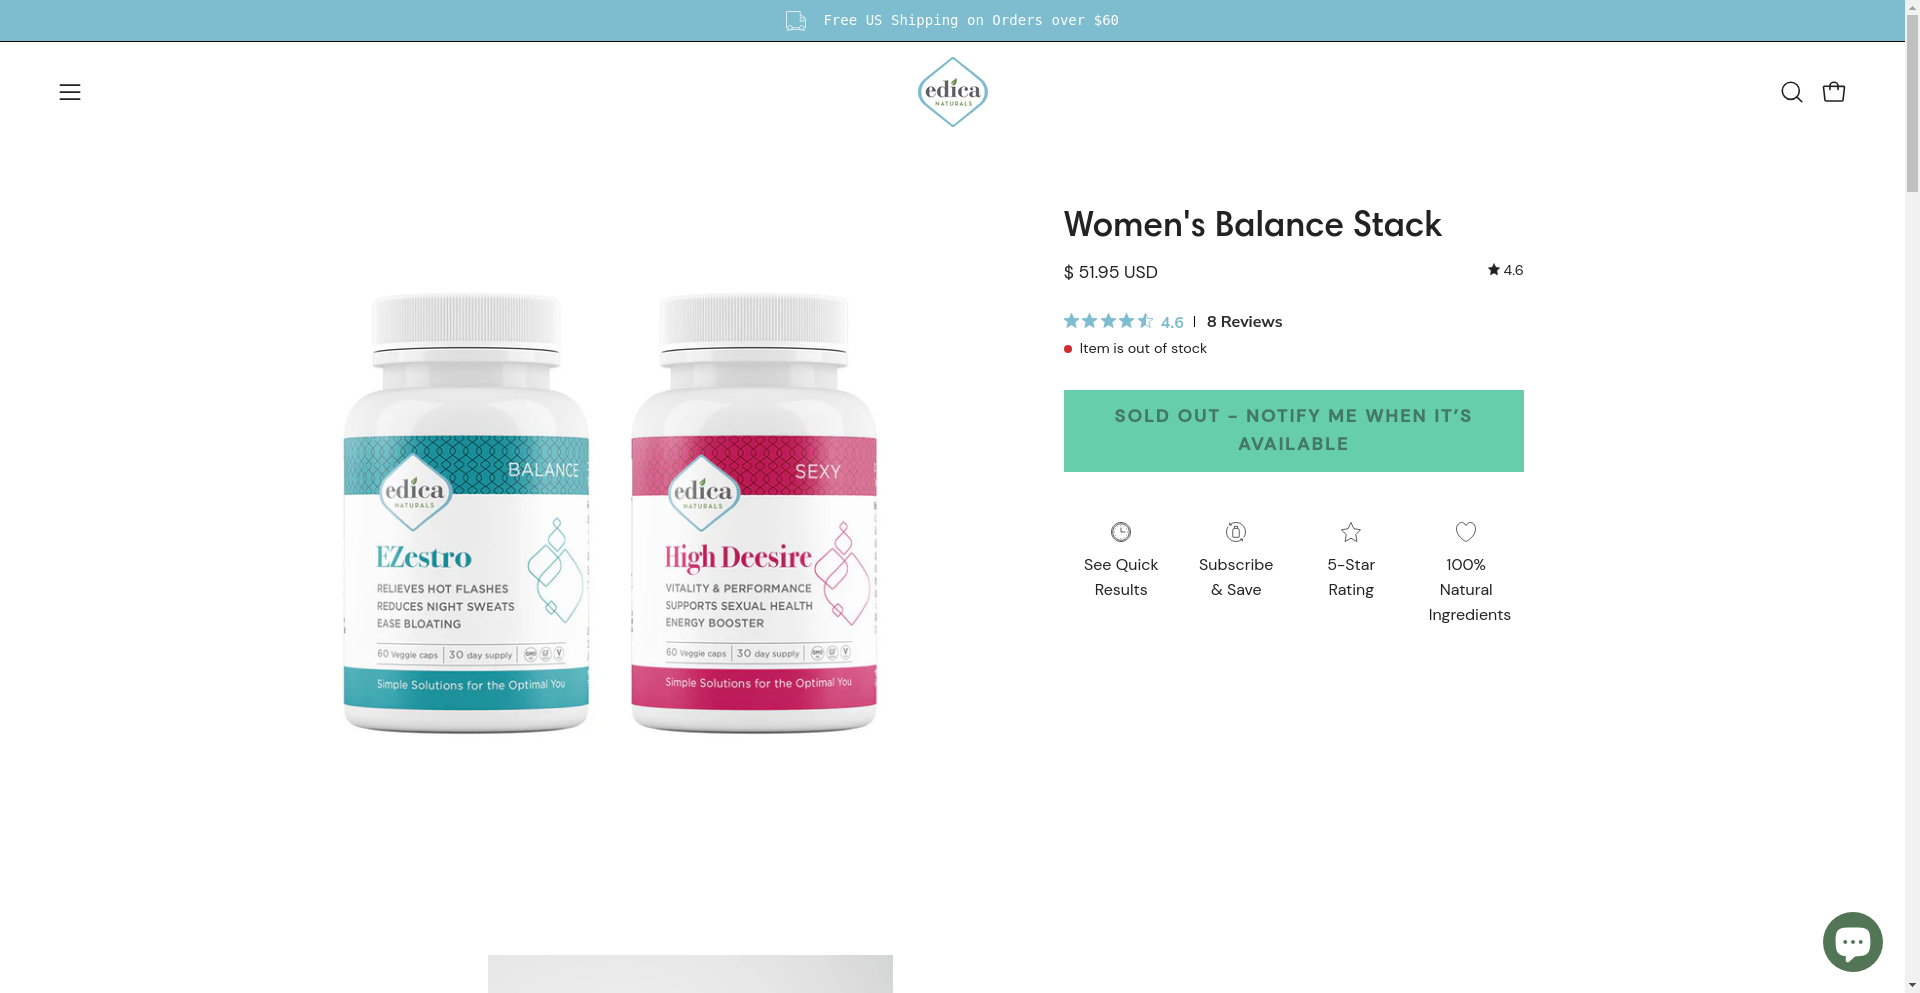 Free US Shipping on Orders over $60
edica
NATURALS
Women's Balance Stack
$ 51.95 USD
4.6
4.6
8 Reviews
Item is out of stock
SOLD OUT – NOTIFY ME WHEN IT'S
AVAILABLE
See Quick
Results
Subscribe
& Save
5-Star
Rating
100%
Natural
Ingredients
BALANCE
edica
NATURALS
EZestro
RELIEVES HOT FLASHES
REDUCES NIGHT SWEATS
EASE BLOATING
60 Veggie caps
30 day supply
Simple Solutions for the Optimal You
SEXY
edica
NATURALS
High Deesire
VITALITY & PERFORMANCE
SUPPORTS SEXUAL HEALTH
ENERGY BOOSTER
60 Veggie caps
30 day supply
Simple Solutions for the Optimal You